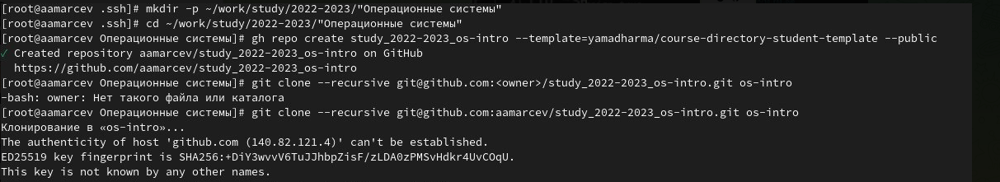 [root@aamarcev .ssh]# mkdir -p ~/work/study/2022-2023/"Операционные системы"
[root@aamarcev .ssh]# cd ~/work/study/2022-2023/"Операционные системы"
[root@aamarcev Операционные системы]# gh repo create study_2022-2023_os-intro --template=yamadharma/course-directory-student-template --public
✓ Created repository aamarcev/study_2022-2023_os-intro on GitHub
https://github.com/aamarcev/study_2022-2023_os-intro
[root@aamarcev Операционные системы]# git clone --recursive git@github.com:<owner>/study_2022-2023_os-intro.git os-intro
-bash: owner: Нет такого файла или каталога
[root@aamarcev Операционные системы]# git clone --recursive git@github.com:aamarcev/study_2022-2023_os-intro.git os-intro
Клонирование в «os-intro»...
The authenticity of host 'github.com (140.82.121.4)' can't be established.
ED25519 key fingerprint is SHA256:+DiY3wvvV6TuJJhbpZisF/zLDA0zPMSvHdkr4UvCOqU.
This key is not known by any other names.